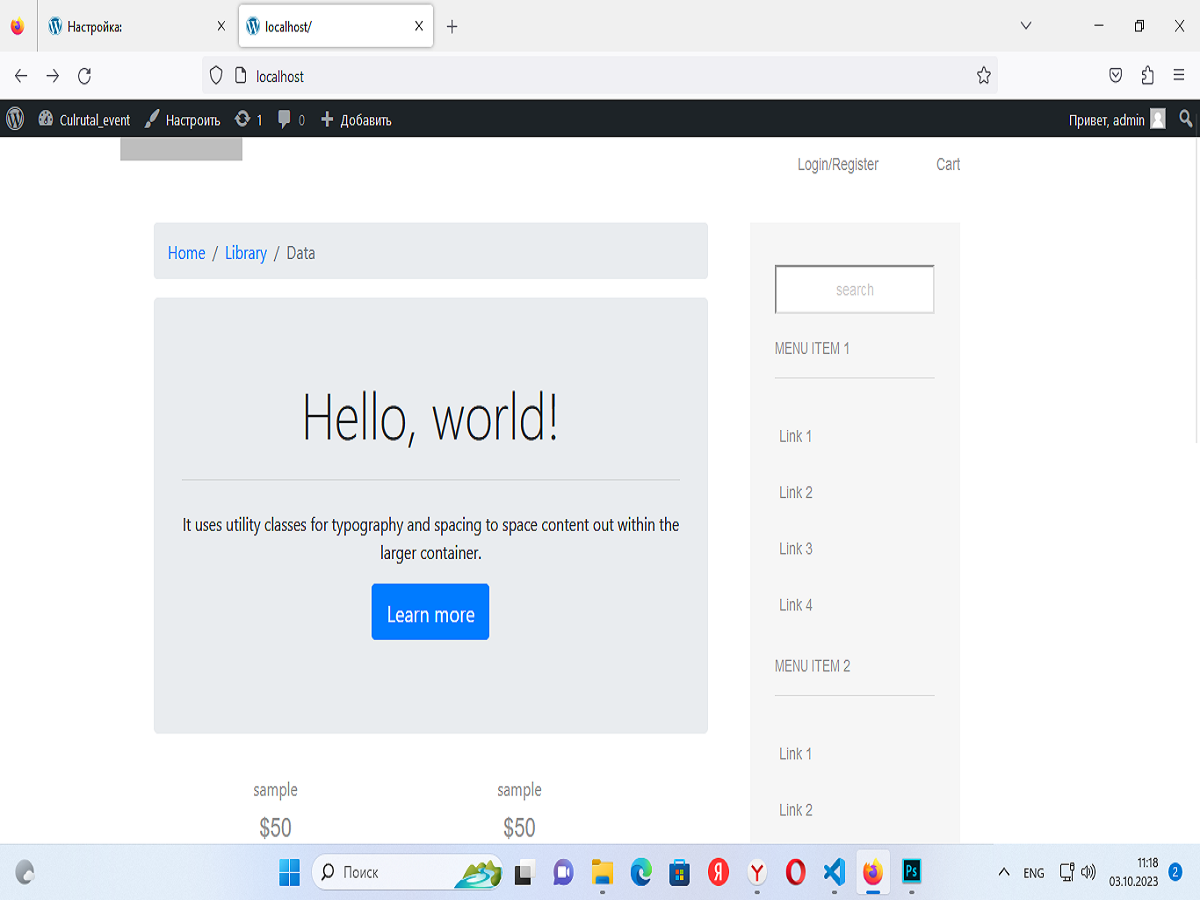 Настройка:
localhost/
localhost
Culrutal_event
Настроить
1
0
Добавить
Привет, admin
Login/Register
Cart
Home / Library / Data
Hello, world!
It uses utility classes for typography and spacing to space content out within the
larger container.
Learn more
sample
$50
sample
$50
search
MENU ITEM 1
Link 1
Link 2
Link 3
Link 4
MENU ITEM 2
Link 1
Link 2
Поиск
Я
Y
Ps
ENG
11:18
03.10.2023
2